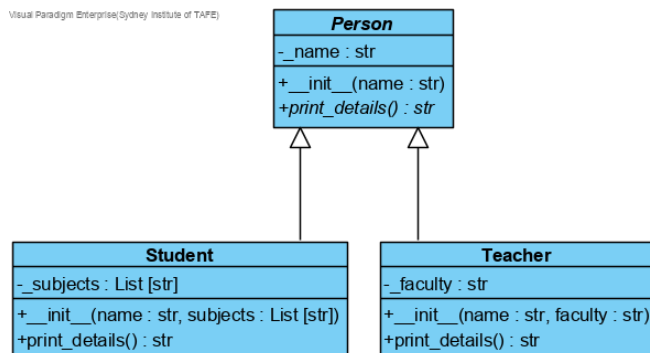 Visual Paradigm Enterprise(Sydney Institute of TAFE)
Person
-_name : str
+__init__(name : str)
+print_details() : str
Student
-_subjects : List [str]
+__init__(name : str, subjects : List [str])
+print_details() : str
Teacher
-_faculty : str
+__init__(name : str, faculty : str)
+print_details() : str